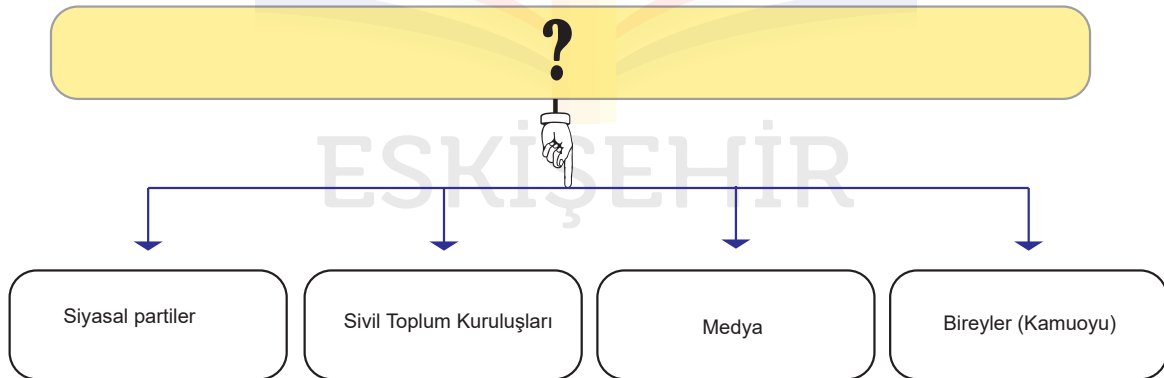 ?
ESKİŞEHİR
Siyasal partiler
Sivil Toplum Kuruluşları
Medya
Bireyler (Kamuoyu)